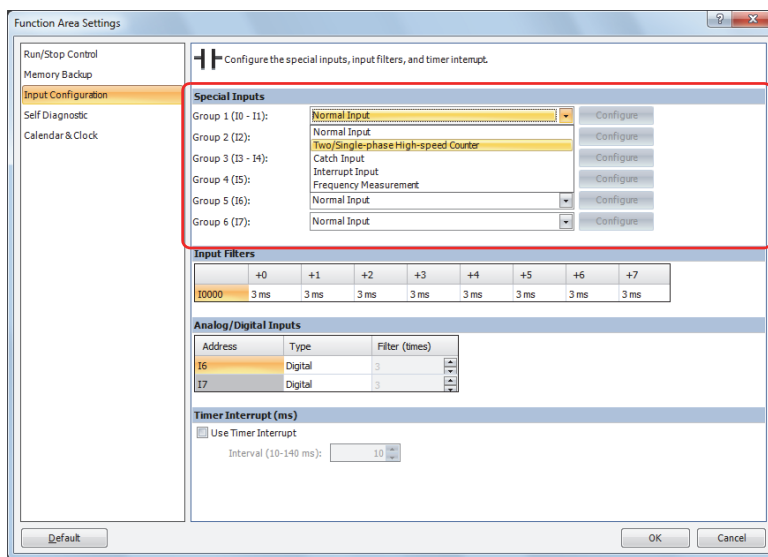 Function Area Settings
Run/Stop Control
Memory Backup
Input Configuration
Self Diagnostic
Calendar & Clock
Configure the special inputs, input filters, and timer interrupt.
Special Inputs
Group 1 (I0 - I1): Normal Input Configure
Normal Input
Group 2 (I2): Configure
Two/Single-phase High-speed Counter
Group 3 (I3 - I4): Catch Input Configure
Interrupt Input
Group 4 (I5): Configure
Frequency Measurement
Group 5 (I6): Normal Input Configure
Group 6 (I7): Normal Input Configure
Input Filters
+0 +1 +2 +3 +4 +5 +6 +7
I0000 3 ms 3 ms 3 ms 3 ms 3 ms 3 ms 3 ms 3 ms
Analog/Digital Inputs
Address Type Filter (times)
I6 Digital 3
I7 Digital 3
Timer Interrupt (ms)
Use Timer Interrupt
Interval (10-140 ms): 10
Default OK Cancel